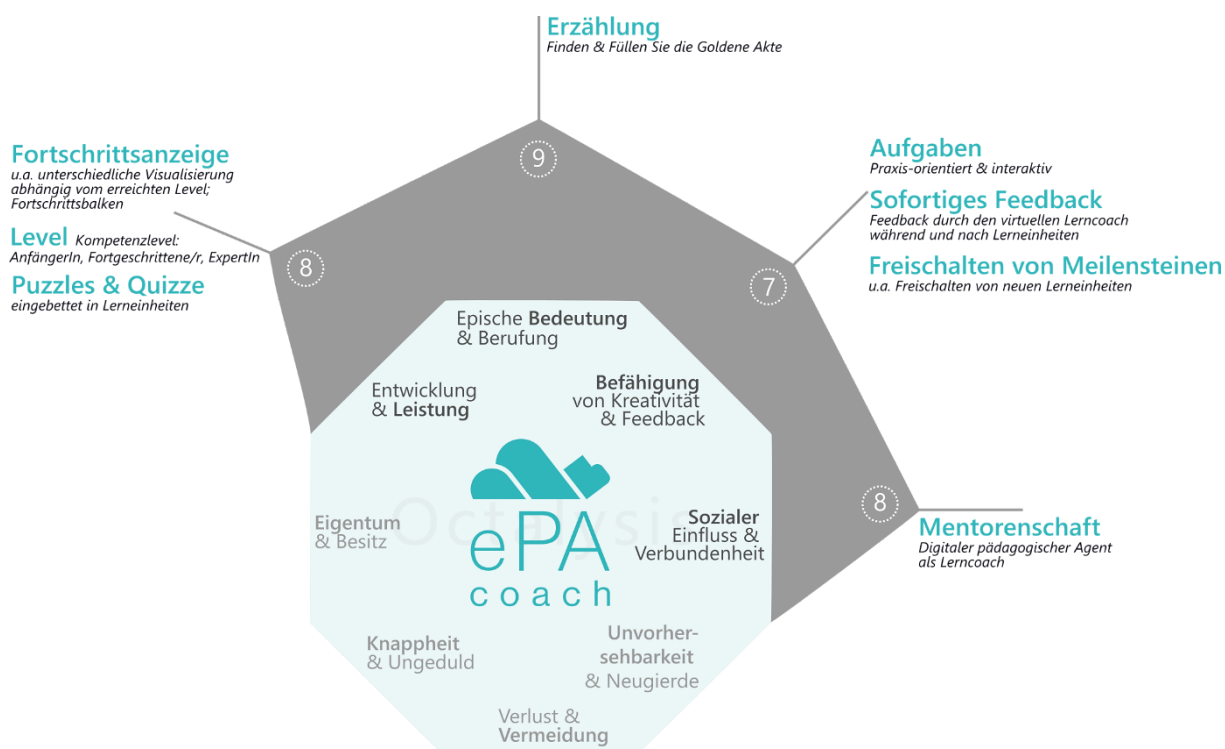 Erzählung
Finden & Füllen Sie die Goldene Akte
9
Fortschrittsanzeige
u.a. unterschiedliche Visualisierung
abhängig vom erreichten Level;
Fortschrittsbalken
Level Kompetenzlevel:
AnfängerIn, Fortgeschrittene/r, ExpertIn
Puzzles & Quizze
eingebettet in Lerneinheiten
8
Aufgaben
Praxis-orientiert & interaktiv
Sofortiges Feedback
Feedback durch den virtuellen Lerncoach
während und nach Lerneinheiten
Freischalten von Meilensteinen
u.a. Freischalten von neuen Lerneinheiten
7
8
Mentorenschaft
Digitaler pädagogischer Agent
als Lerncoach
Epische Bedeutung
& Berufung
Entwicklung
& Leistung
Befähigung
von Kreativität
& Feedback
Eigentum
& Besitz
Octalysis
ePA
coach
Sozialer
Einfluss &
Verbundenheit
Knappheit
& Ungeduld
Unvorher-
sehbarkeit
& Neugierde
Verlust &
Vermeidung